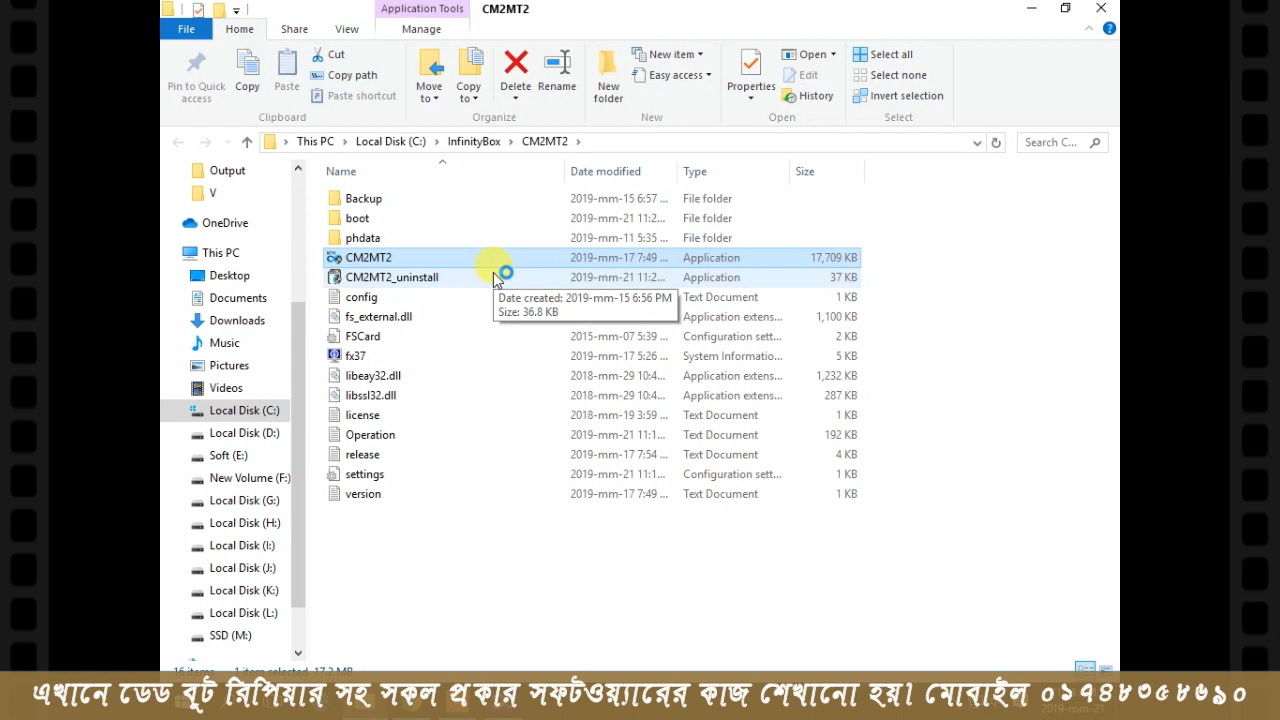 Application Tools CM2MT2
File Home Share View Manage
Pin to Quick access
Copy
Paste
Cut
Copy path
Paste shortcut
Clipboard
Move to
Copy to
Delete
Rename
Organize
New folder
New item
Easy access
New
Properties
Open
Edit
History
Open
Select all
Select none
Invert selection
Select
This PC Local Disk (C:) InfinityBox CM2MT2
Search C...
Output
V
OneDrive
This PC
Desktop
Documents
Downloads
Music
Pictures
Videos
Local Disk (C:)
Local Disk (D:)
Soft (E:)
New Volume (F:)
Local Disk (G:)
Local Disk (H:)
Local Disk (I:)
Local Disk (J:)
Local Disk (K:)
Local Disk (L:)
SSD (M:)
Name Date modified Type Size
Backup 2019-mm-15 6:57 ... File folder
boot 2019-mm-21 11:2... File folder
phdata 2019-mm-11 5:35 ... File folder
CM2MT2 2019-mm-17 7:49 ... Application 17,709 KB
CM2MT2_uninstall 2019-mm-21 11:2... Application 37 KB
config Text Document 1 KB
Date created: 2019-mm-15 6:56 PM
Size: 36.8 KB
fs_external.dll Application extens... 1,100 KB
FSCard 2015-mm-07 5:39 ... Configuration sett... 2 KB
fx37 2019-mm-17 5:26 ... System Informatio... 5 KB
libeay32.dll 2018-mm-29 10:4... Application extens... 1,232 KB
libssl32.dll 2018-mm-29 10:4... Application extens... 287 KB
license 2018-mm-19 3:59 ... Text Document 1 KB
Operation 2019-mm-21 11:1... Text Document 192 KB
release 2019-mm-17 7:54 ... Text Document 4 KB
settings 2019-mm-21 11:1... Configuration sett... 1 KB
version 2019-mm-17 7:49 ... Text Document 1 KB
16 items 1 item selected 17.2 MB
এখানে ডেড বুট রিপিয়ার সহ সকল প্রকার সফটওয়্যারের কাজ শেখানো হয়। মোবাইল ০১৭৪৮৩৫৮৬৯০